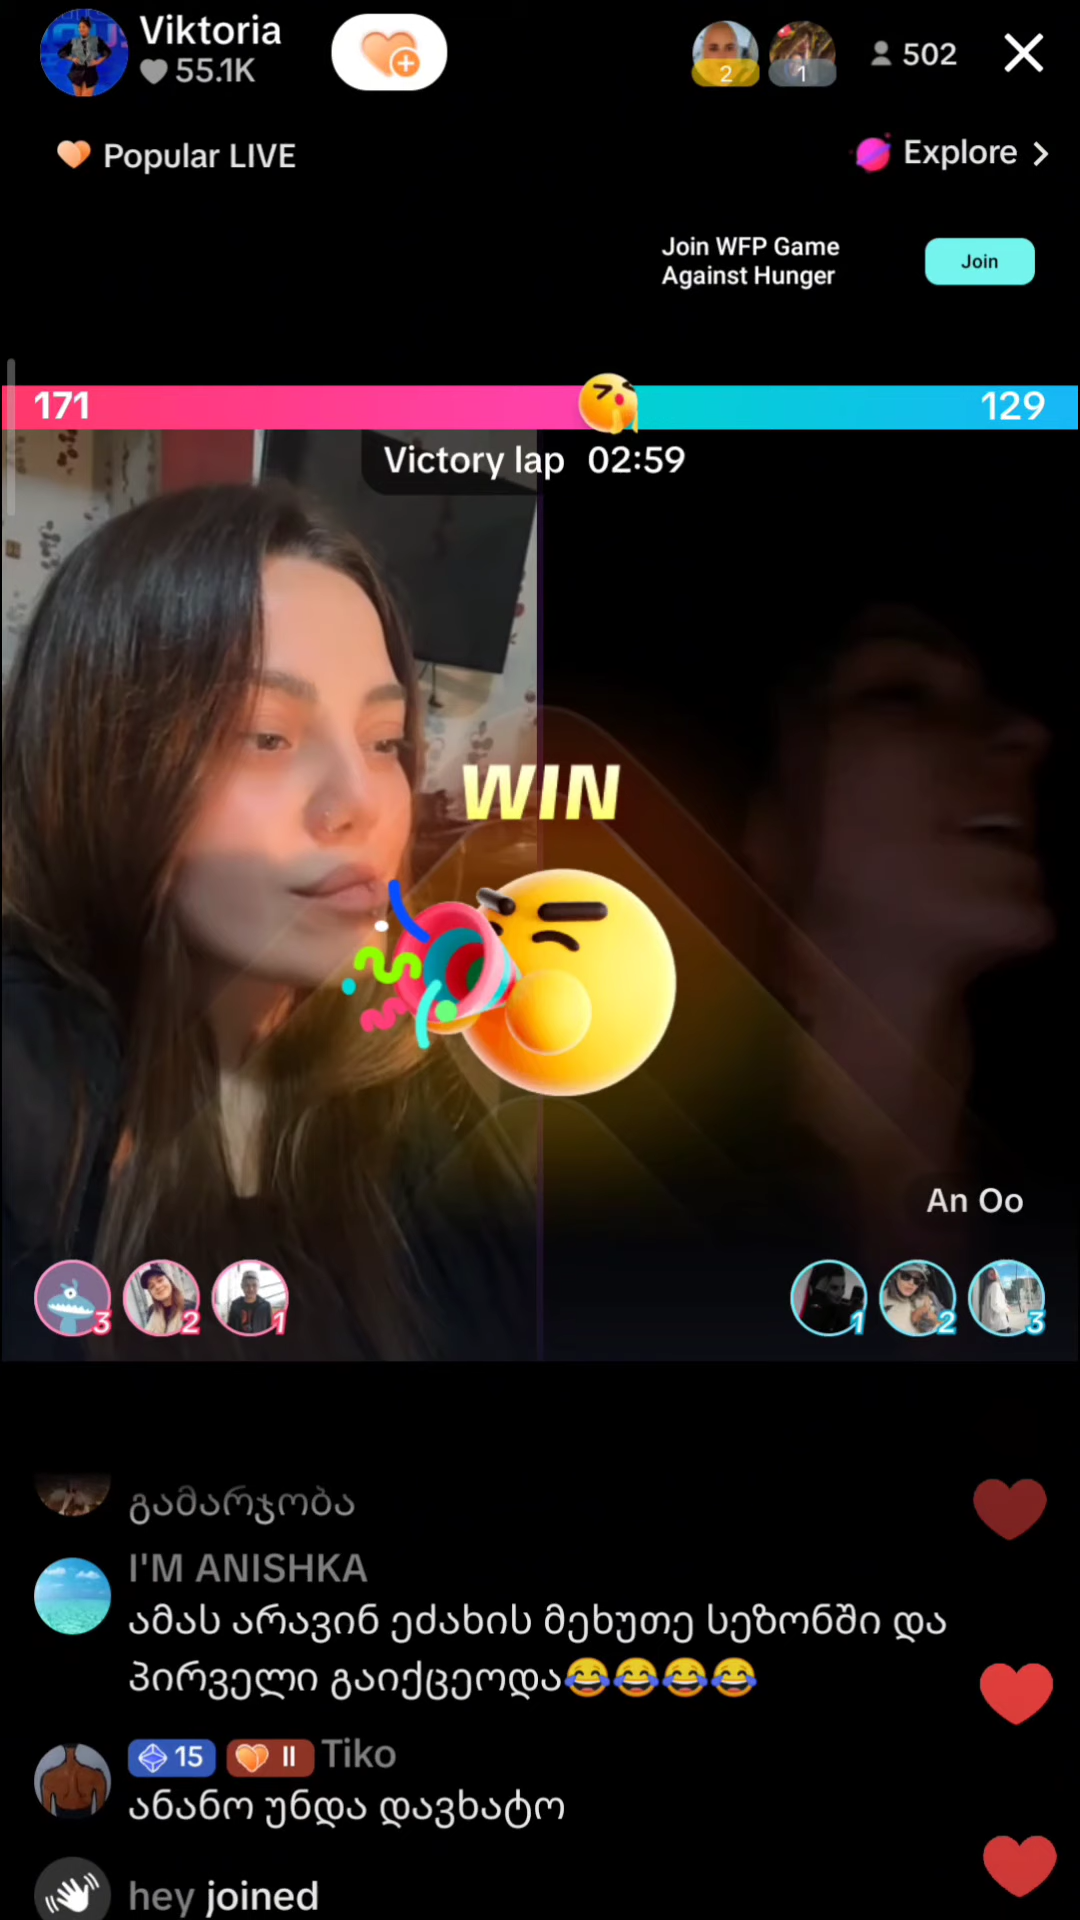 Viktoria
55.1K
2
1
502
Popular LIVE
Explore
Join WFP Game
Against Hunger
Join
171
129
Victory lap 02:59
WIN
An Oo
3
2
1
1
2
3
გამარჯობა
I'M ANISHKA
ამას არავინ ეძახის მეხუთე სეზონში და
პირველი გაიქცეოდა😂😂😂😂
15 II Tiko
ანანო უნდა დავხატო
hey joined